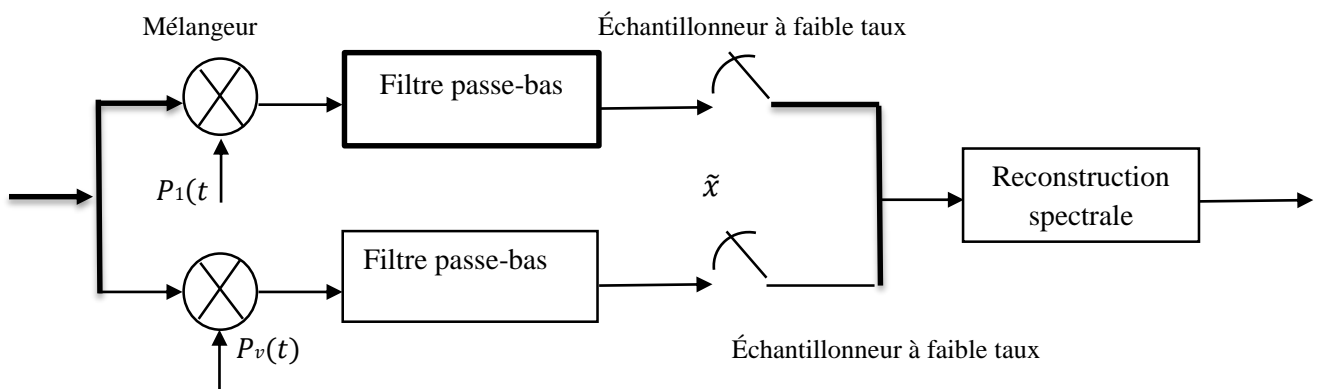 Mélangeur
Échantillonneur à faible taux
Filtre passe-bas
P₁(t
x̃
Reconstruction
spectrale
Filtre passe-bas
Pᵥ(t)
Échantillonneur à faible taux